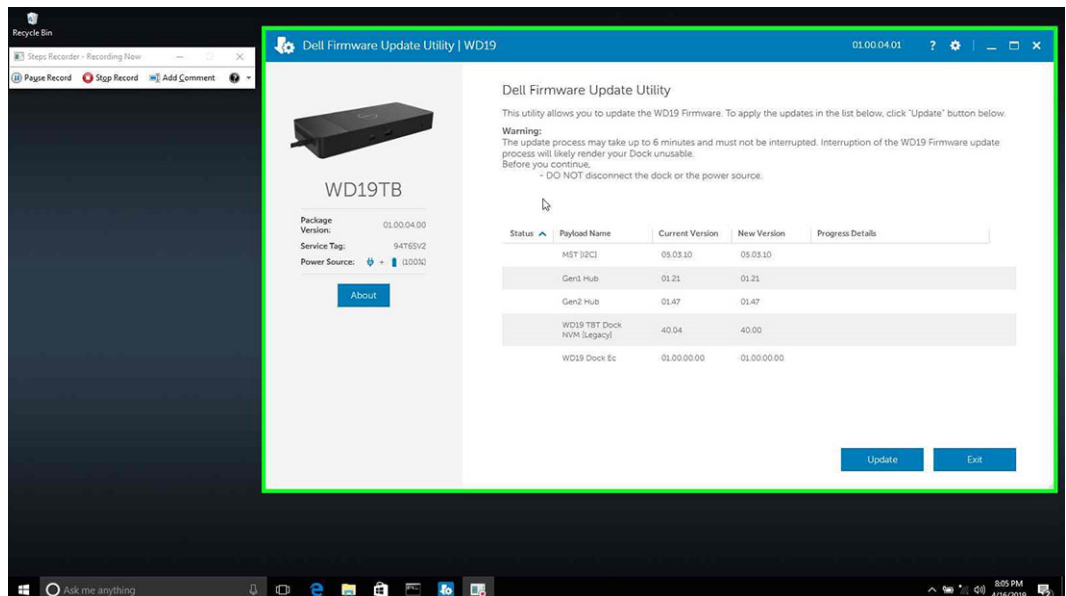 Recycle Bin
Steps Recorder - Recording Now
Pause Record Stop Record Add Comment
Dell Firmware Update Utility | WD19 01.00.04.01 ?
Dell Firmware Update Utility
This utility allows you to update the WD19 Firmware. To apply the updates in the list below, click "Update" button below.
Warning:
The update process may take up to 6 minutes and must not be interrupted. Interruption of the WD19 Firmware update
process will likely render your Dock unusable.
Before you continue,
- DO NOT disconnect the dock or the power source.
WD19TB
Package Version: 01.00.04.00
Service Tag: 94T6SV2
Power Source: + (100%)
About
Status Payload Name Current Version New Version Progress Details
MST [I2C] 05.03.10 05.03.10
Gen1 Hub 01.21 01.21
Gen2 Hub 01.47 01.47
WD19 TBT Dock
NVM [Legacy] 40.04 40.00
WD19 Dock Ec 01.00.00.00 01.00.00.00
Update Exit
Ask me anything
8:05 PM
4/16/2019